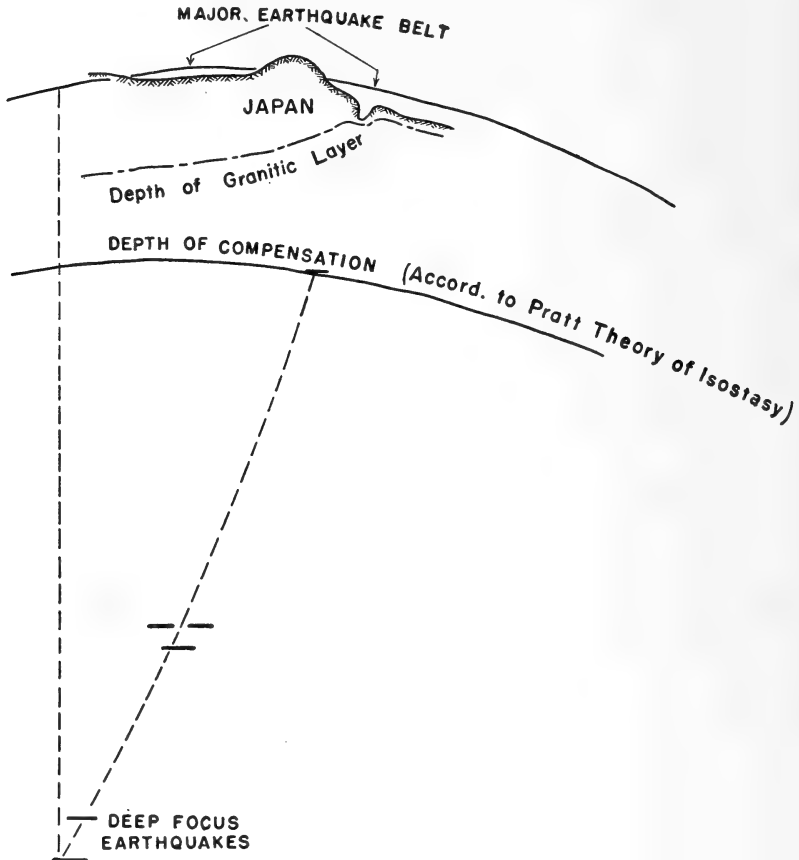 MAJOR. EARTHQUAKE BELT
JAPAN
Depth of Granitic Layer
DEPTH OF COMPENSATION (Accord. to Pratt Theory of Isostasy)
DEEP FOCUS
EARTHQUAKES